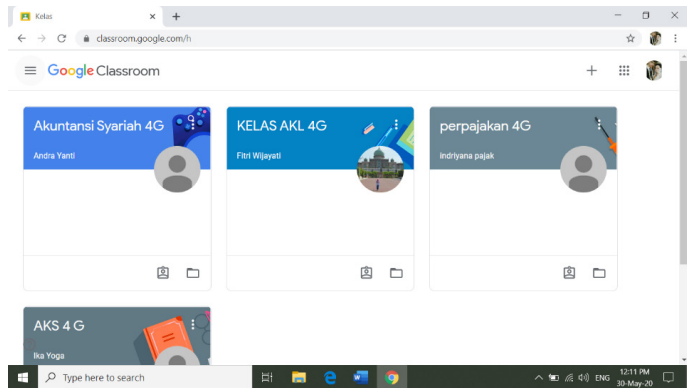 Kelas
classroom.google.com/h
Google Classroom
Akuntansi Syariah 4G
Andra Yanti
KELAS AKL 4G
Fitri Wijayati
perpajakan 4G
indriyana pajak
AKS 4 G
Ika Yoga
Type here to search
ENG
12:11 PM
30-May-20